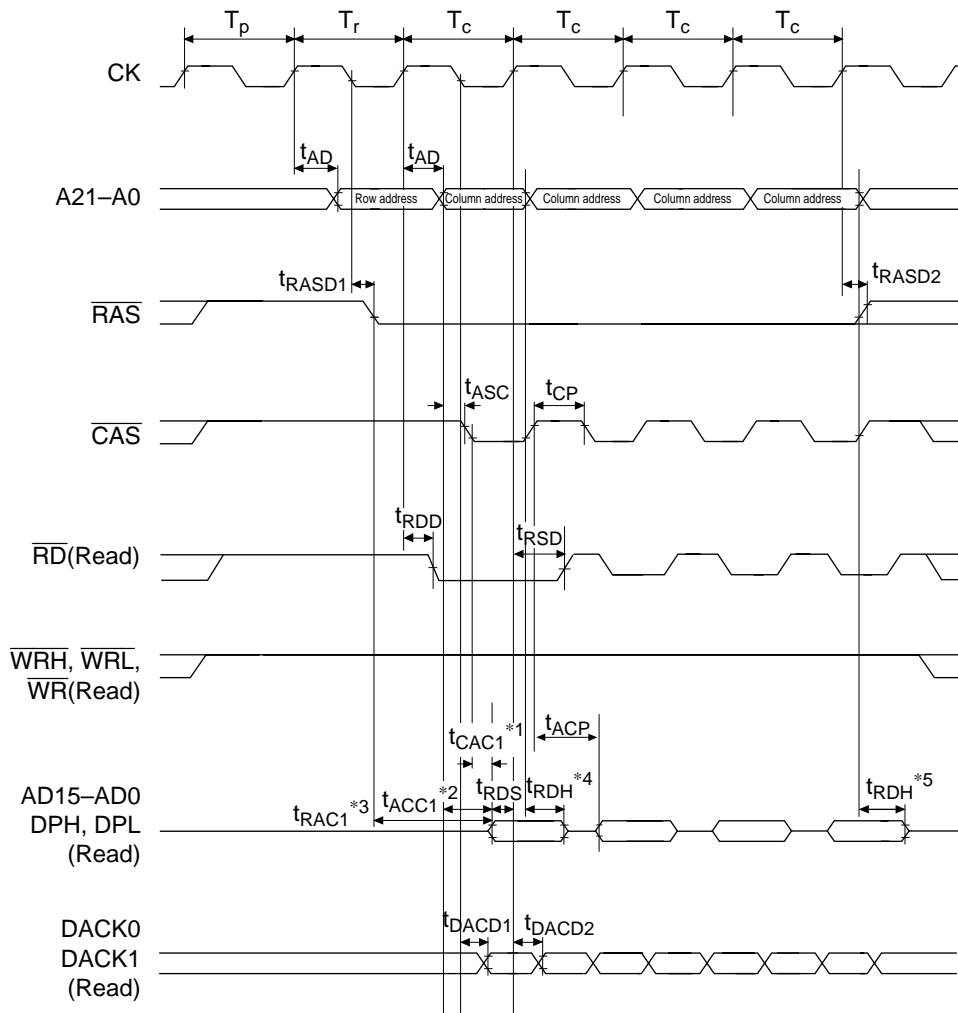 Tp Tr Tc Tc Tc Tc
CK
tAD tAD
A21–A0 Row address Column address Column address Column address Column address
tRASD1 tRASD2
RAS
tASC tCP
CAS
tRDD tRSD
RD(Read)
WRH, WRL,
WR(Read)
tCAC1*1 tACP
AD15–AD0
DPH, DPL
(Read)
tRAC1*3 tACC1*2 tRDS tRDH*4 tRDH*5
DACK0
DACK1
(Read)
tDACD1 tDACD2